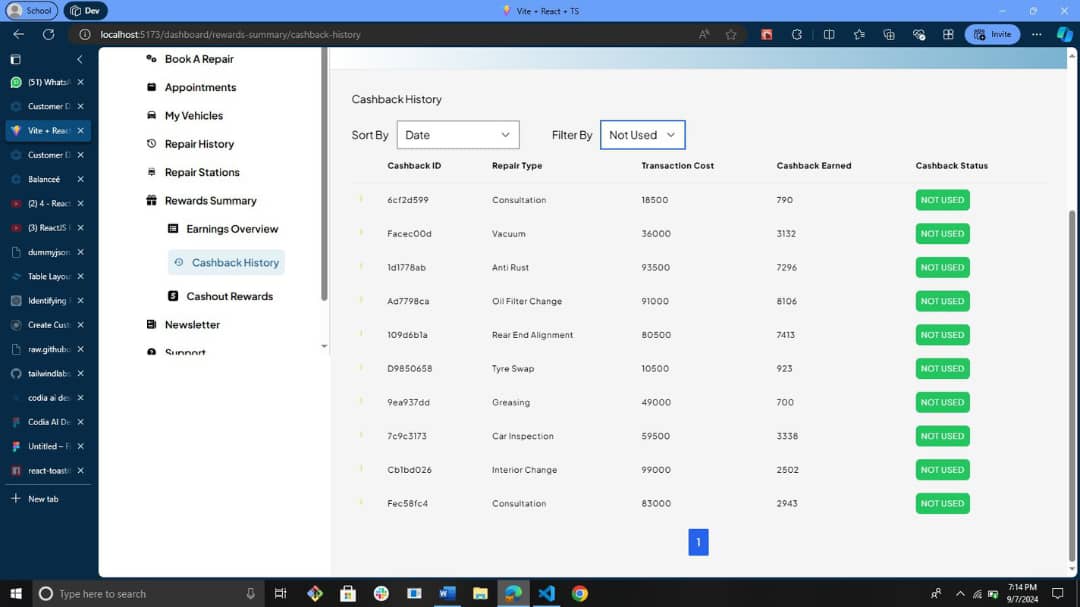 School
Dev
Vite + React + TS
localhost:5173/dashboard/rewards-summary/cashback-history
Invite
(51) Whats
Customer D
Vite + Reac
Customer D
Balanceé
(2) 4 - Reac
(3) ReactJS
dummyjson
Table Layou
Identifying
Create Cust
raw.githubu
tailwindlabs
codia ai des
Codia AI De
Untitled – F
react-toasti
New tab
Book A Repair
Appointments
My Vehicles
Repair History
Repair Stations
Rewards Summary
Earnings Overview
Cashback History
Cashout Rewards
Newsletter
Support
Cashback History
Sort By Date Filter By Not Used
Cashback ID Repair Type Transaction Cost Cashback Earned Cashback Status
6cf2d599 Consultation 18500 790 NOT USED
Facec00d Vacuum 36000 3132 NOT USED
1d1778ab Anti Rust 93500 7296 NOT USED
Ad7798ca Oil Filter Change 91000 8106 NOT USED
109d6b1a Rear End Alignment 80500 7413 NOT USED
D9850658 Tyre Swap 10500 923 NOT USED
9ea937dd Greasing 49000 700 NOT USED
7c9c3173 Car Inspection 59500 3338 NOT USED
Cb1bd026 Interior Change 99000 2502 NOT USED
Fec58fc4 Consultation 83000 2943 NOT USED
1
Type here to search
7:14 PM
9/7/2024